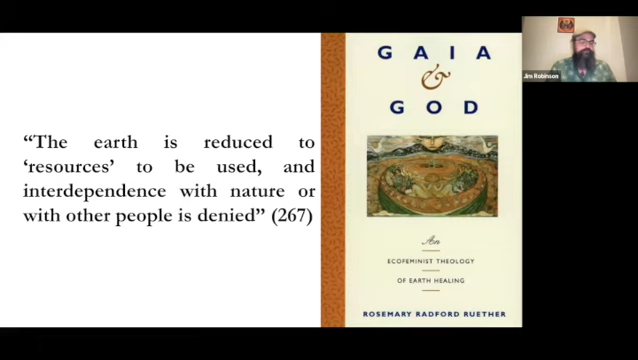 “The earth is reduced to
‘resources’ to be used, and
interdependence with nature or
with other people is denied” (267)
GAIA
&
GOD
An
ECOFEMINIST THEOLOGY
OF EARTH HEALING
ROSEMARY RADFORD RUETHER
Jim Robinson